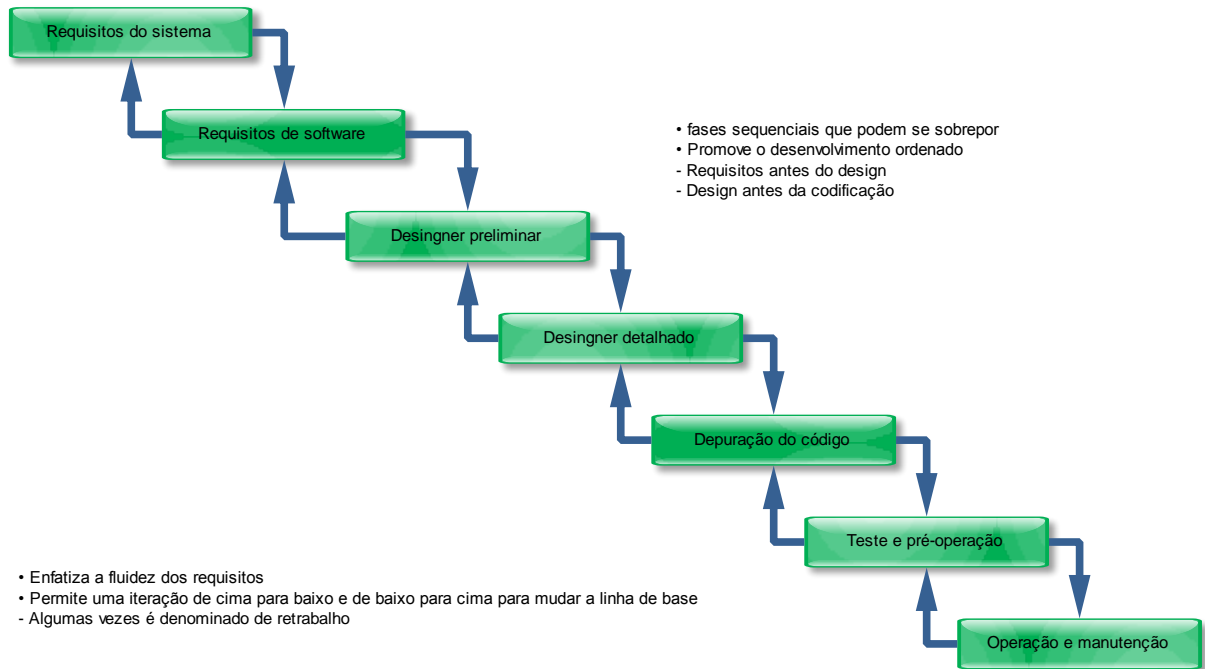 Requisitos do sistema
Requisitos de software
• fases sequenciais que podem se sobrepor
• Promove o desenvolvimento ordenado
- Requisitos antes do design
- Design antes da codificação
Desingner preliminar
Desingner detalhado
Depuração do código
Teste e pré-operação
• Enfatiza a fluidez dos requisitos
• Permite uma iteração de cima para baixo e de baixo para cima para mudar a linha de base
- Algumas vezes é denominado de retrabalho
Operação e manutenção